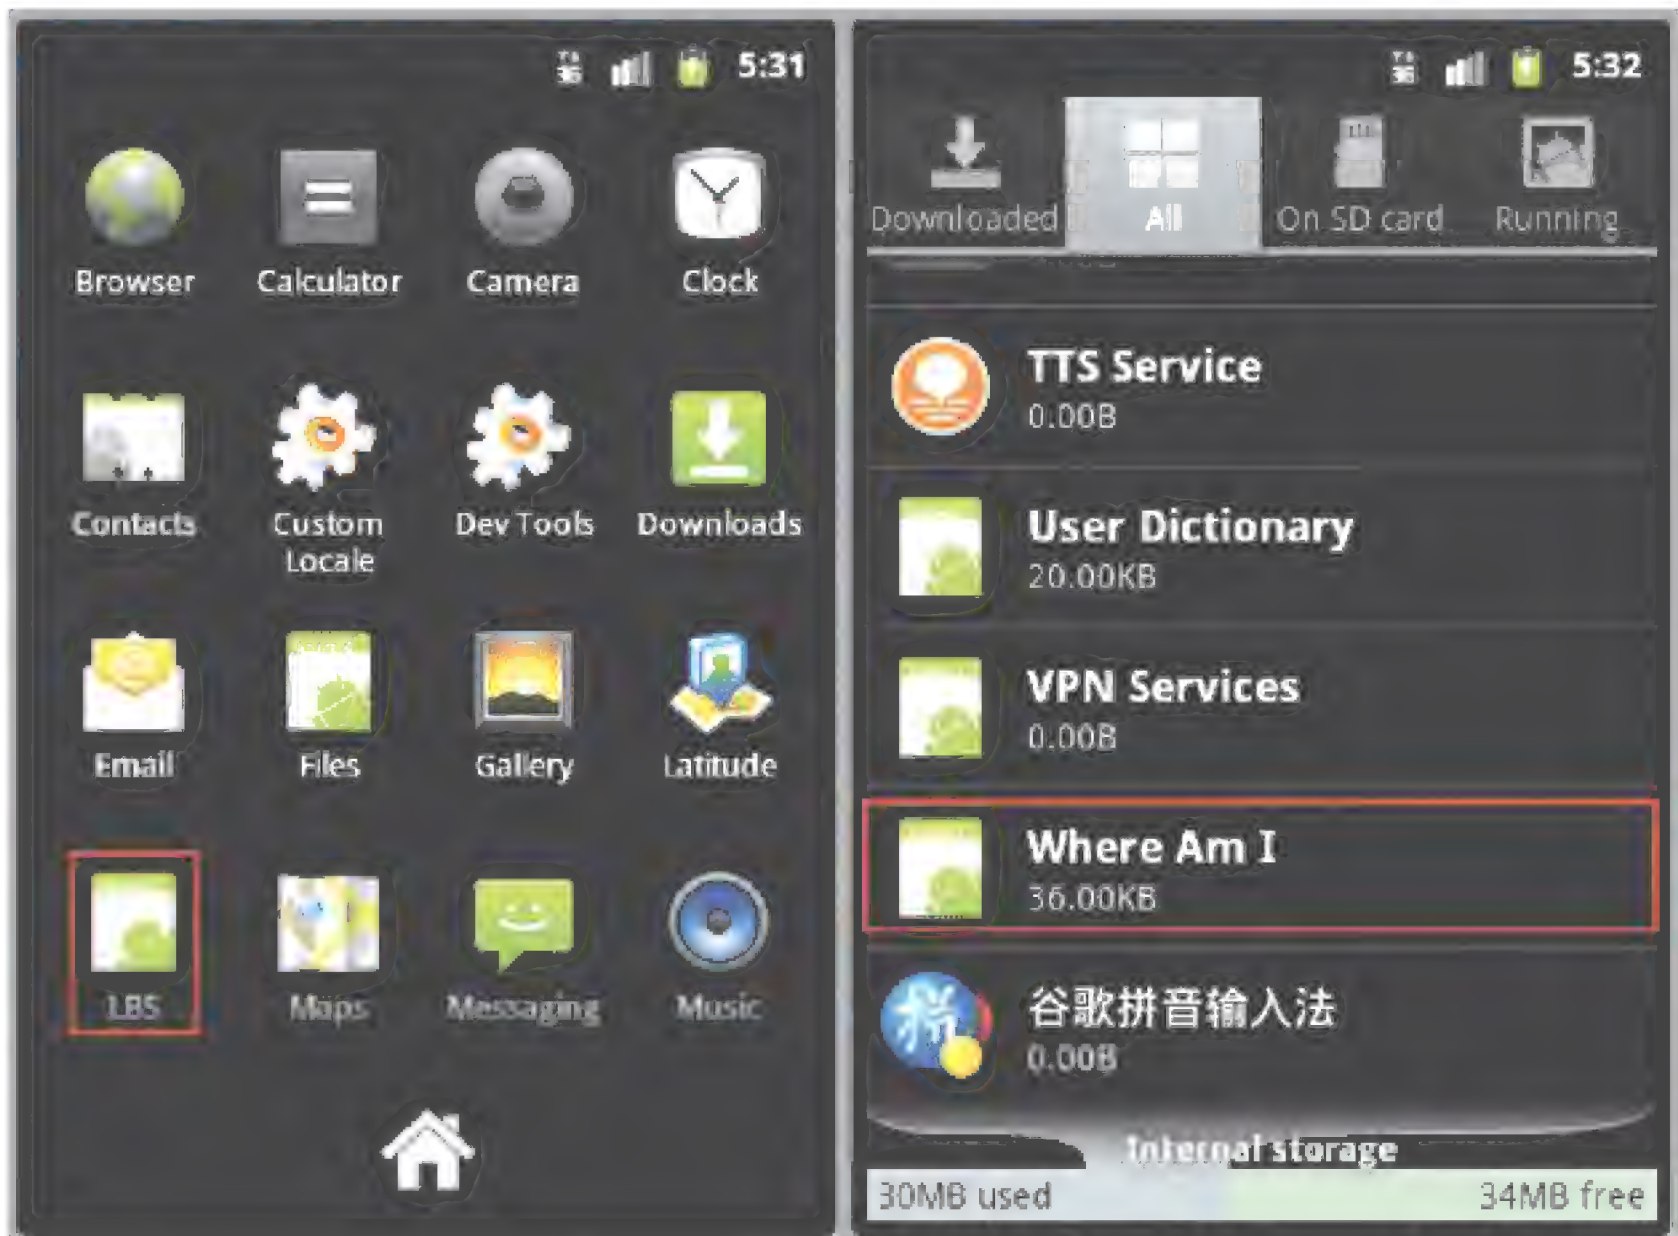 5:31
Browser
Calculator
Camera
Clock
Contacts
Custom
Locale
Dev Tools
Downloads
Email
Files
Gallery
Latitude
LBS
Maps
Messaging
Music
3G
5:32
Downloaded
All
On SD card
Running
TTS Service
0.00B
User Dictionary
20.00KB
VPN Services
0.00B
Where Am I
36.00KB
谷歌拼音输入法
0.00B
Internal storage
30MB used
34MB free